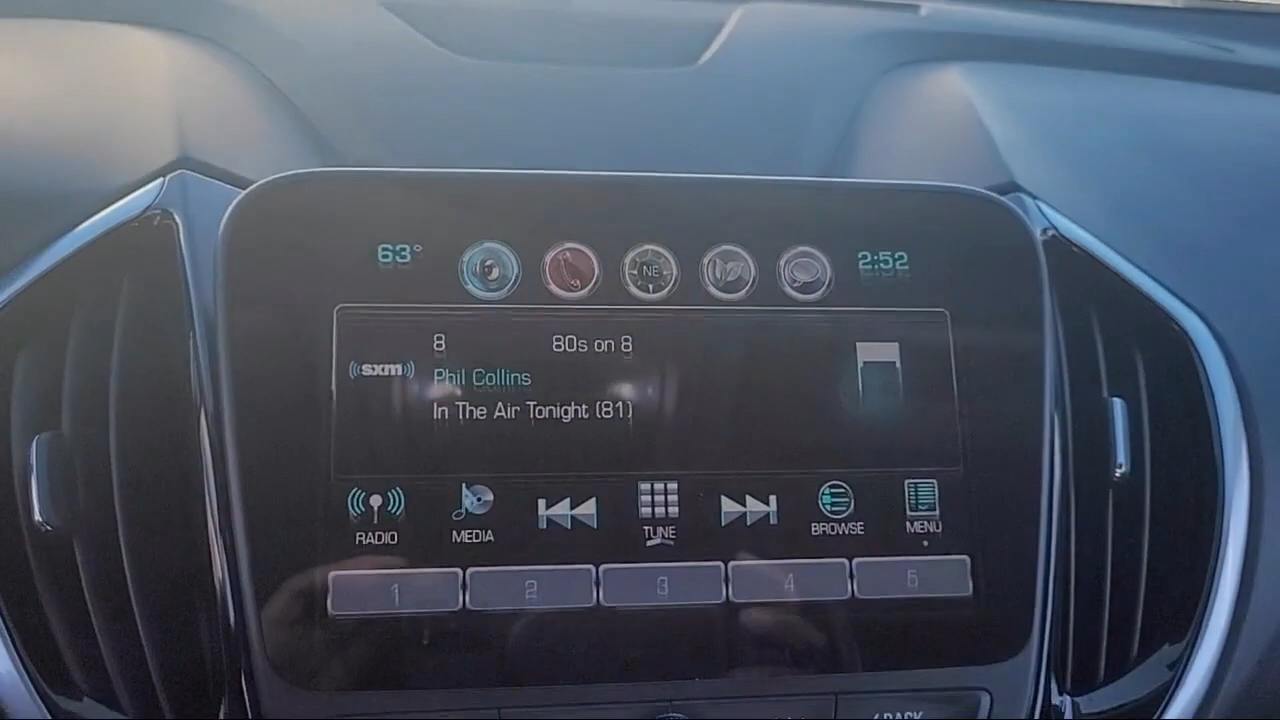 63° NE 2:52
8 80s on 8
((sxm))
Phil Collins
In The Air Tonight (81)
RADIO MEDIA TUNE BROWSE MENU
1 2 3 4 5
BACK